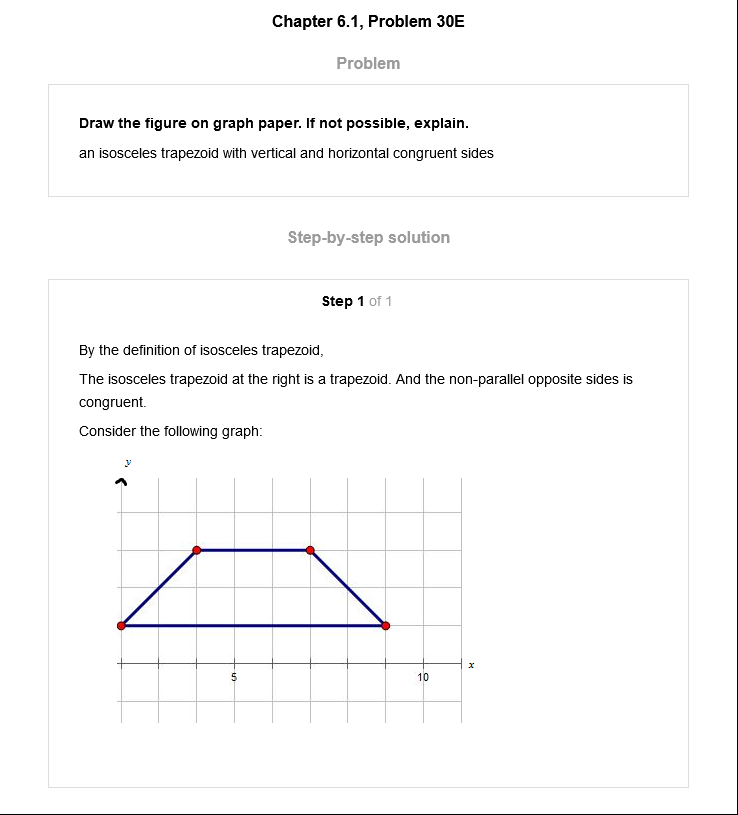 Chapter 6.1, Problem 30E
Problem
Draw the figure on graph paper. If not possible, explain.
an isosceles trapezoid with vertical and horizontal congruent sides
Step-by-step solution
Step 1 of 1
By the definition of isosceles trapezoid,
The isosceles trapezoid at the right is a trapezoid. And the non-parallel opposite sides is
congruent.
Consider the following graph:
y
x
5
10